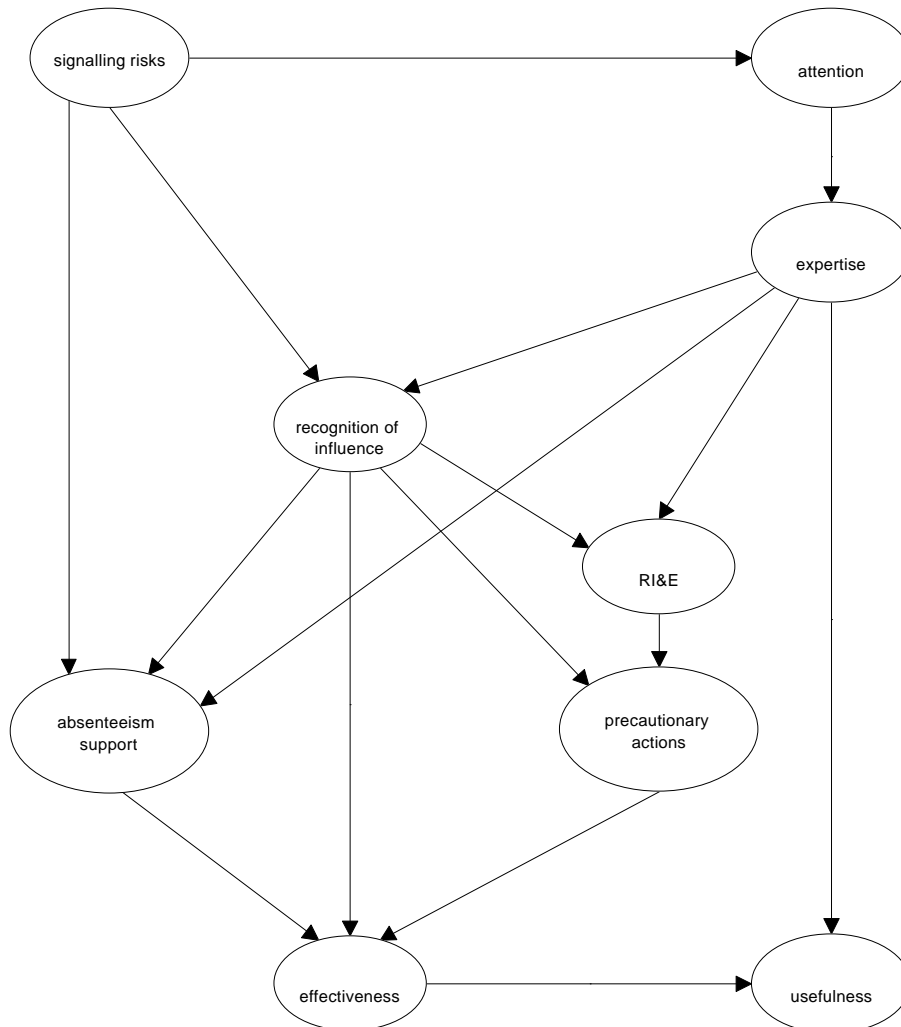 signalling risks
attention
expertise
recognition of
influence
RI&E
absenteeism
support
precautionary
actions
effectiveness
usefulness